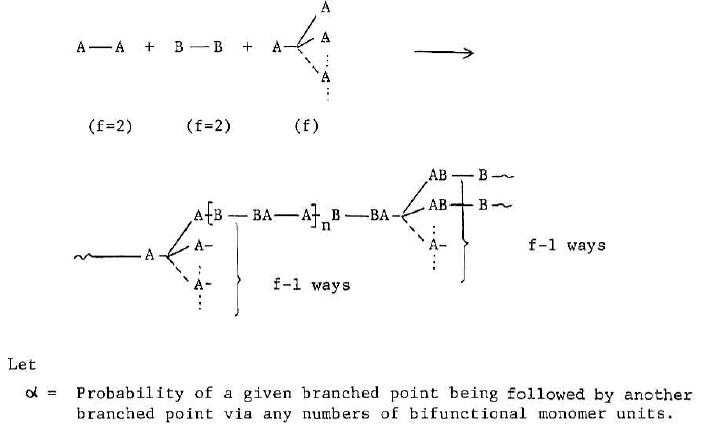 A
A — A + B — B + A — A
A
(f=2) (f=2) (f)
AB — B
A [B — BA — A]n B — BA — AB — B
A — A- A- f-1 ways
A- f-1 ways
Let
α = Probability of a given branched point being followed by another
branched point via any numbers of bifunctional monomer units.